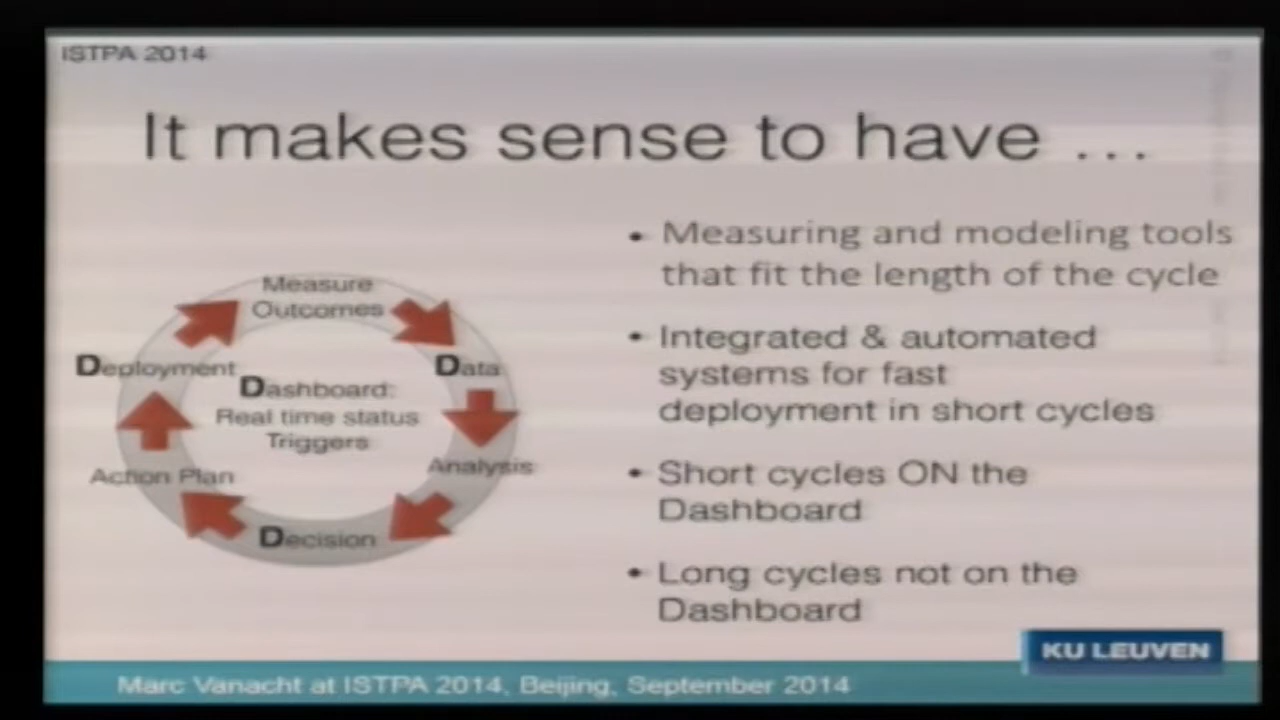 ISTPA 2014
It makes sense to have ...
Measure
Outcomes
Data
Analysis
Decision
Action Plan
Deployment
Dashboard:
Real time status
Triggers
• Measuring and modeling tools
that fit the length of the cycle
• Integrated & automated
systems for fast
deployment in short cycles
• Short cycles ON the
Dashboard
• Long cycles not on the
Dashboard
KU LEUVEN
Marc Vanacht at ISTPA 2014, Beijing, September 2014